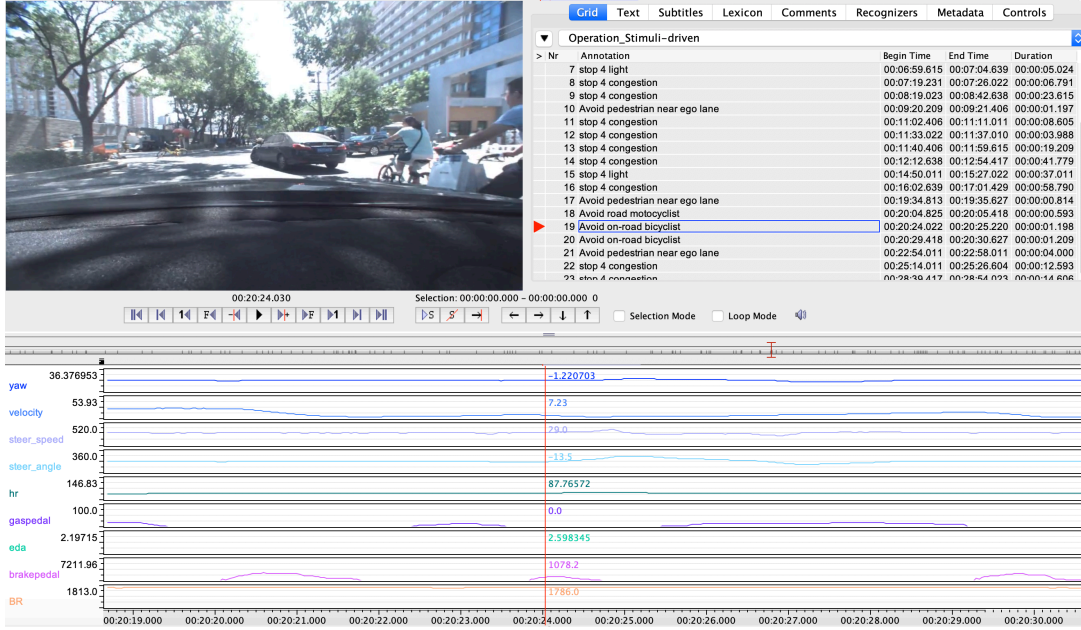 Grid Text Subtitles Lexicon Comments Recognizers Metadata Controls
Operation_Stimuli-driven
> Nr Annotation Begin Time End Time Duration
7 stop 4 light 00:06:59.615 00:07:04.639 00:00:05.024
8 stop 4 congestion 00:07:19.231 00:07:26.022 00:00:06.791
9 stop 4 congestion 00:08:19.023 00:08:42.638 00:00:23.615
10 Avoid pedestrian near ego lane 00:09:20.209 00:09:21.406 00:00:01.197
11 stop 4 congestion 00:11:02.406 00:11:11.011 00:00:08.605
12 stop 4 congestion 00:11:33.022 00:11:37.010 00:00:03.988
13 stop 4 congestion 00:11:40.406 00:11:59.615 00:00:19.209
14 stop 4 congestion 00:12:12.638 00:12:54.417 00:00:41.779
15 stop 4 light 00:14:50.011 00:15:27.022 00:00:37.011
16 stop 4 congestion 00:16:02.639 00:17:01.429 00:00:58.790
17 Avoid pedestrian near ego lane 00:19:34.813 00:19:35.627 00:00:00.814
18 Avoid road motocyclist 00:20:04.825 00:20:05.418 00:00:00.593
19 Avoid on-road bicyclist 00:20:24.022 00:20:25.220 00:00:01.198
20 Avoid on-road bicyclist 00:20:29.418 00:20:30.627 00:00:01.209
21 Avoid pedestrian near ego lane 00:22:54.011 00:22:58.011 00:00:04.000
22 stop 4 congestion 00:25:14.011 00:25:26.604 00:00:12.593
23 stop 4 congestion 00:28:39.417 00:28:54.023 00:00:14.606
00:20:24.030 Selection: 00:00:00.000 - 00:00:00.000 0
1 F F 1 S S Selection Mode Loop Mode
36.376953 -1.220703
yaw
53.93 7.23
velocity
520.0 29.0
steer_speed
360.0 -13.5
steer_angle
146.83 87.76572
hr
100.0 0.0
gaspedal
2.19715 2.598345
eda
7211.96 1078.2
brakepedal
1813.0 1786.0
BR
00:20:19.000 00:20:20.000 00:20:21.000 00:20:22.000 00:20:23.000 00:20:24.000 00:20:25.000 00:20:26.000 00:20:27.000 00:20:28.000 00:20:29.000 00:20:30.000